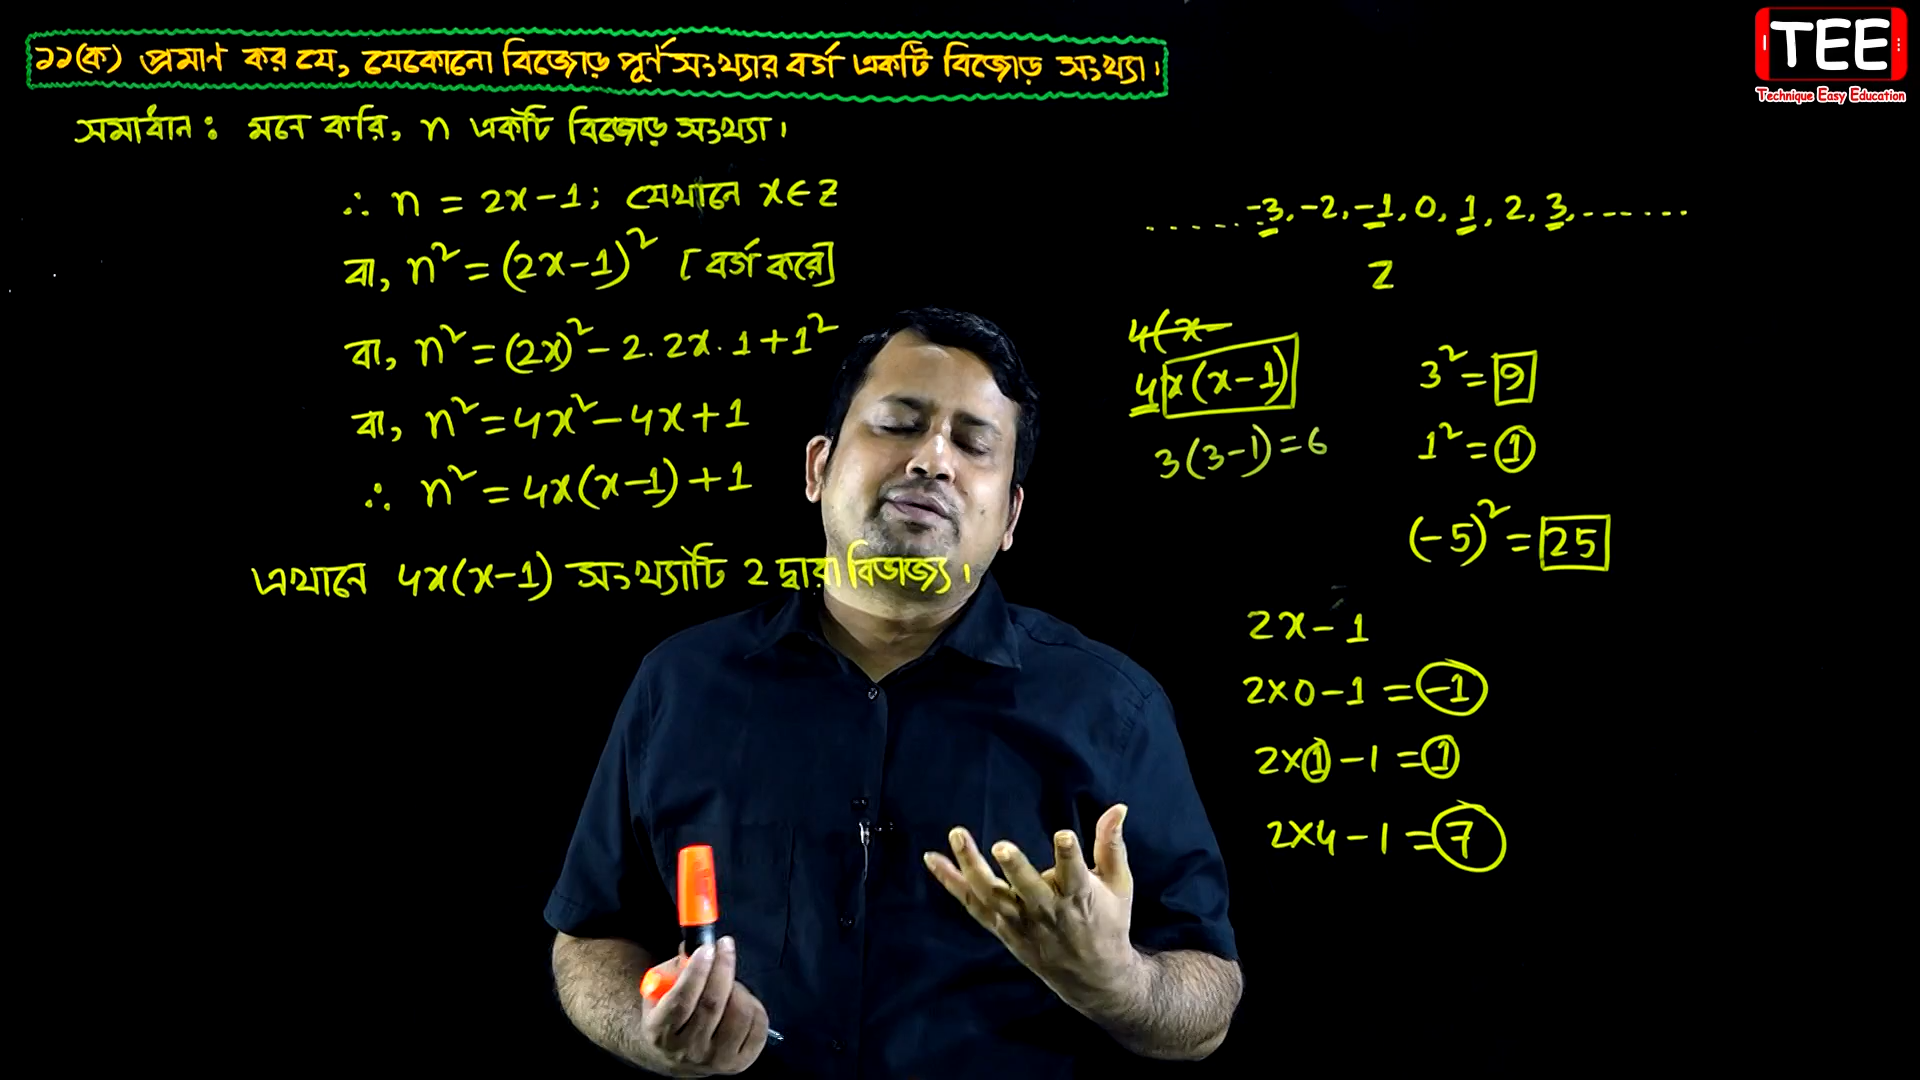 ১১(ক) প্রমাণ কর যে, যেকোনো বিজোড় পূর্ণসংখ্যার বর্গ একটি বিজোড় সংখ্যা।
TEE
Technique Easy Education
সমাধান : মনে করি, n একটি বিজোড় সংখ্যা।
∴ n = 2x-1; যেখানে x∈Z
বা, n² = (2x-1)² [বর্গ করে]
বা, n² = (2x)² - 2.2x.1 + 1²
বা, n² = 4x² - 4x + 1
∴ n² = 4x(x-1) + 1
এখানে 4x(x-1) সংখ্যাটি 2 দ্বারা বিভাজ্য।
...... -3, -2, -1, 0, 1, 2, 3, .......
Z
4(x-
4x(x-1)
3(3-1) = 6
3² = 9
1² = 1
(-5)² = 25
2x-1
2×0-1 = -1
2×1-1 = 1
2×4-1 = 7